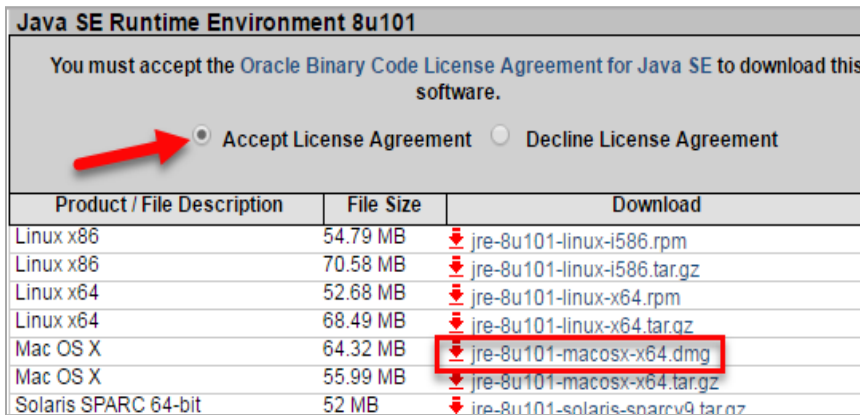 Java SE Runtime Environment 8u101
You must accept the Oracle Binary Code License Agreement for Java SE to download this
software.
Accept License Agreement Decline License Agreement
Product / File Description File Size Download
Linux x86 54.79 MB jre-8u101-linux-i586.rpm
Linux x86 70.58 MB jre-8u101-linux-i586.tar.gz
Linux x64 52.68 MB jre-8u101-linux-x64.rpm
Linux x64 68.49 MB jre-8u101-linux-x64.tar.gz
Mac OS X 64.32 MB jre-8u101-macosx-x64.dmg
Mac OS X 55.99 MB jre-8u101-macosx-x64.tar.gz
Solaris SPARC 64-bit 52 MB jre-8u101-solaris-sparcv9.tar.gz